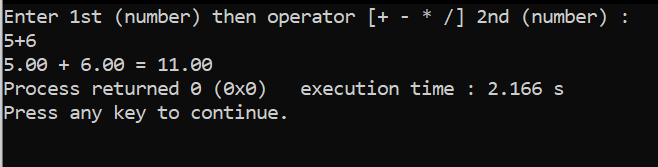 Enter 1st (number) then operator [+ - * /] 2nd (number) :
5+6
5.00 + 6.00 = 11.00
Process returned 0 (0x0)   execution time : 2.166 s
Press any key to continue.